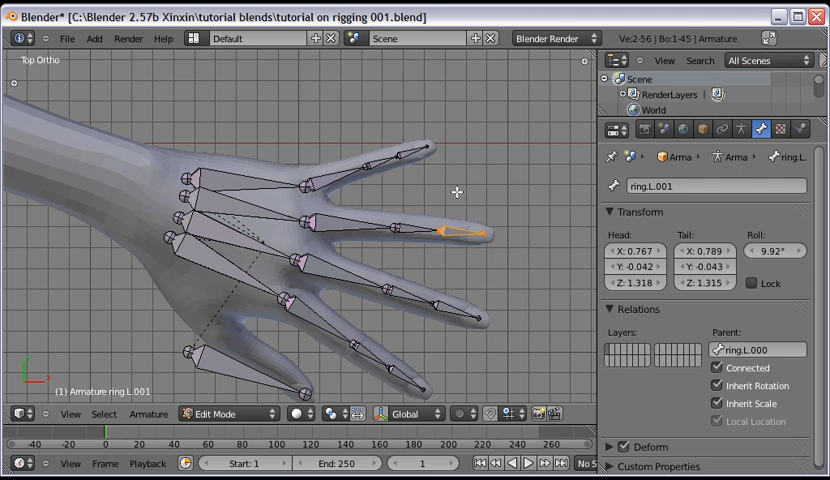 Blender* [C:\Blender 2.57b Xinxin\tutorial blends\tutorial on rigging 001.blend]
File Add Render Help Default Scene Blender Render Ve:2-56 | Bo:1-45 | Armature
Top Ortho
View Search All Scenes
Scene
RenderLayers |
World
Arma Arma ring.L.
ring.L.001
Transform
Head: Tail: Roll:
X: 0.767 X: 0.789 9.92°
Y: -0.042 Y: -0.043
Z: 1.318 Z: 1.315 Lock
Relations
Layers: Parent:
ring.L.000
Connected
Inherit Rotation
Inherit Scale
Local Location
Deform
Custom Properties
x
(1) Armature ring.L.001
View Select Armature Edit Mode Global
-40 -20 0 20 40 60 80 100 120 140 160 180 200 220 240 260
View Frame Playback Start: 1 End: 250 1 No S